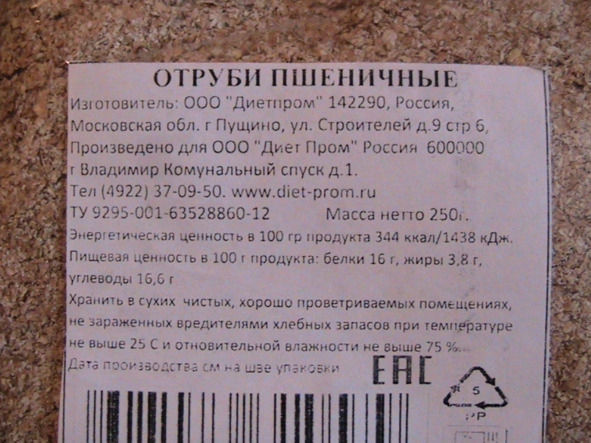 ОТРУБИ ПШЕНИЧНЫЕ
Изготовитель: ООО "Диетпром" 142290, Россия,
Московская обл. г Пущино, ул. Строителей д.9 стр 6,
Произведено для ООО "Диет Пром" Россия 600000
г Владимир Комунальный спуск д.1.
Тел (4922) 37-09-50. www.diet-prom.ru
ТУ 9295-001-63528860-12 Масса нетто 250г.
Энергетическая ценность в 100 гр продукта 344 ккал/1438 кДж.
Пищевая ценность в 100 г продукта: белки 16 г, жиры 3,8 г,
углеводы 16,6 г
Хранить в сухих чистых, хорошо проветриваемых помещениях,
не зараженных вредителями хлебных запасов при температуре
не выше 25 С и отновительной влажности не выше 75 %.
Дата производства см на шве упаковки
ЕАС
5
PP